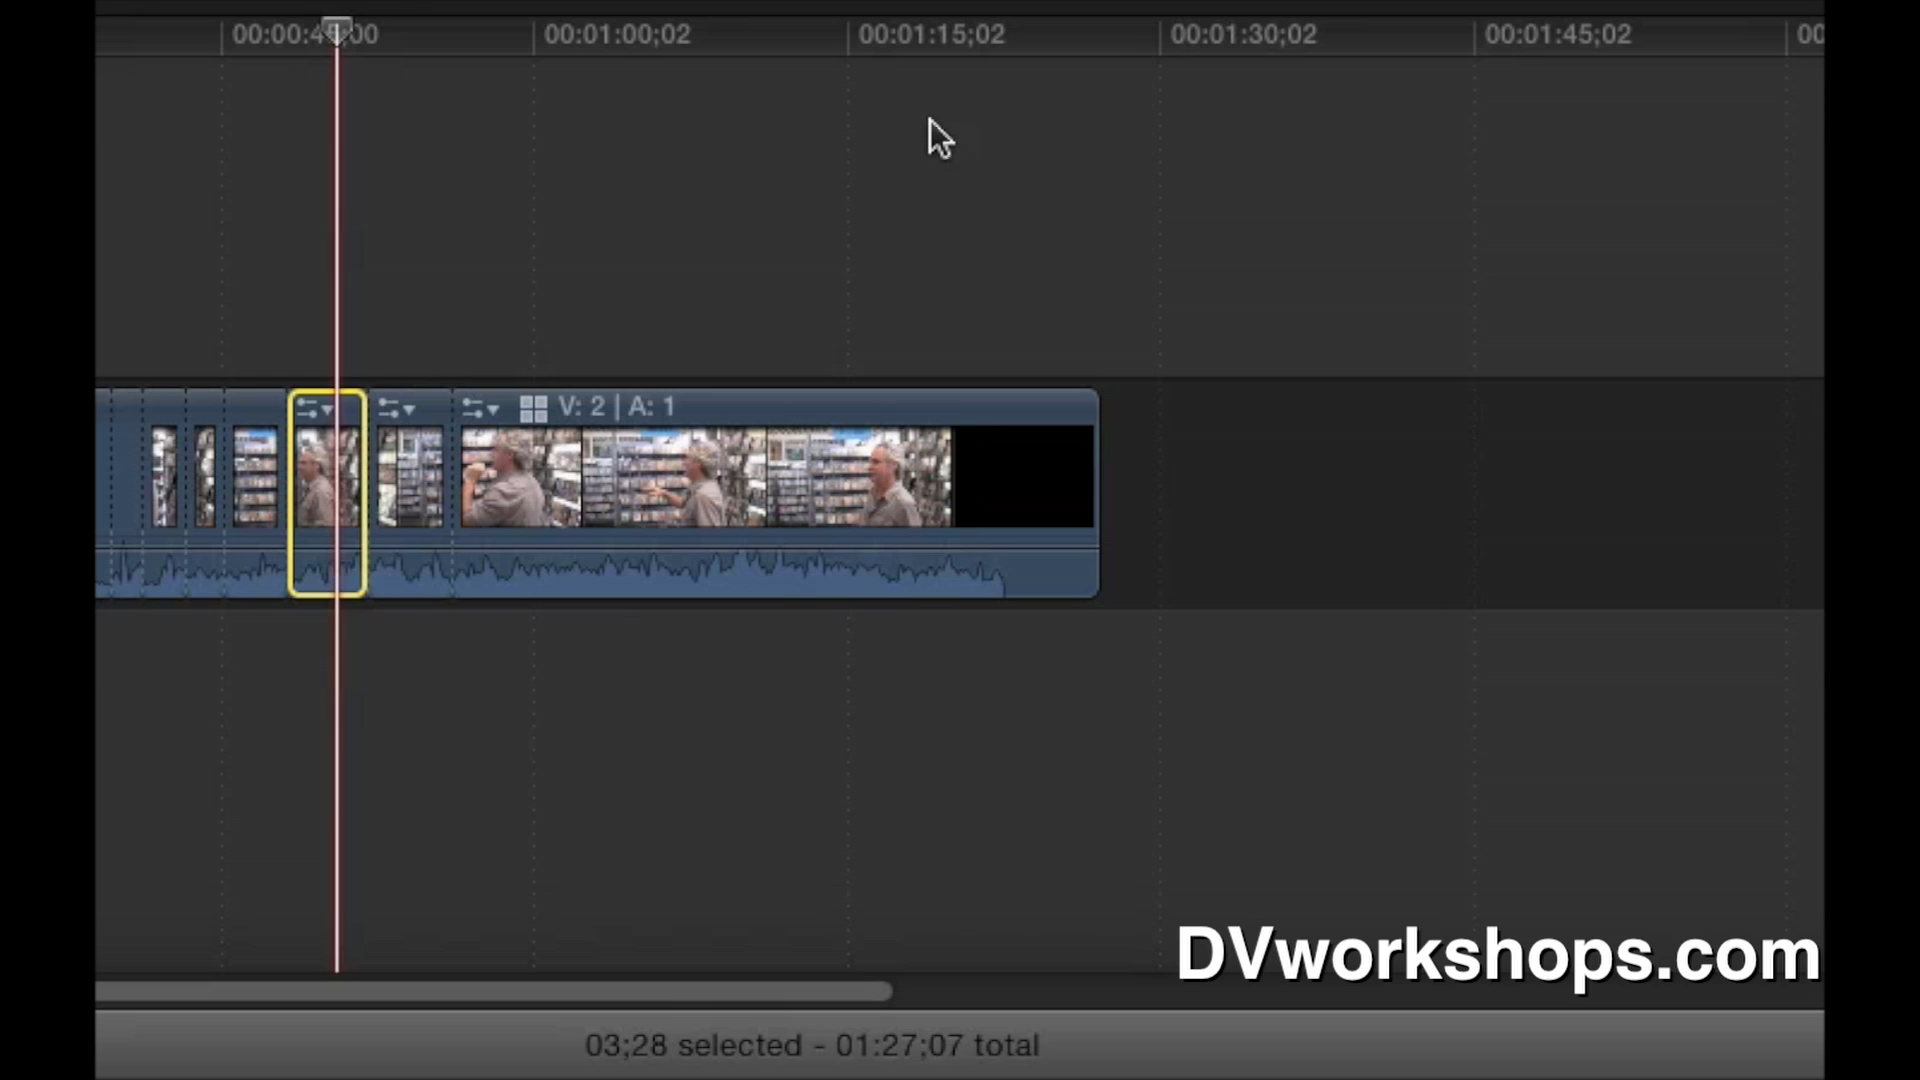 00:01:00;02
00:01:15;02
00:01:30;02
00:01:45;02
00
V: 2 | A: 1
DVworkshops.com
03;28 selected - 01:27;07 total